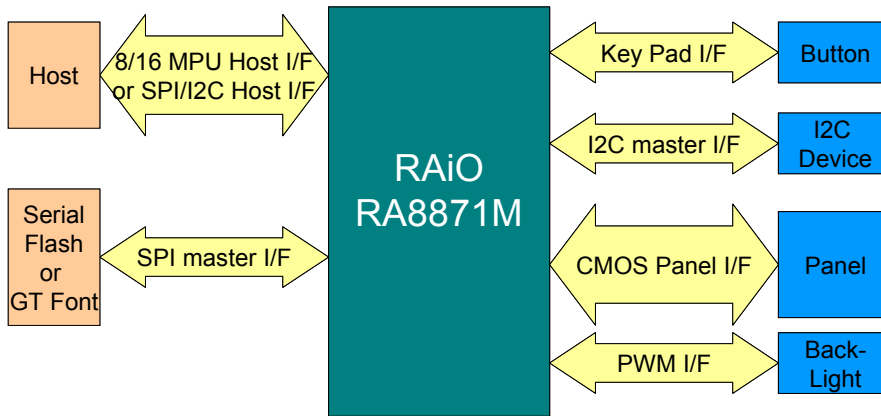 Host
8/16 MPU Host I/F
or SPI/I2C Host I/F
Serial
Flash
or
GT Font
SPI master I/F
RAiO
RA8871M
Key Pad I/F
Button
I2C master I/F
I2C
Device
CMOS Panel I/F
Panel
PWM I/F
Back-
Light